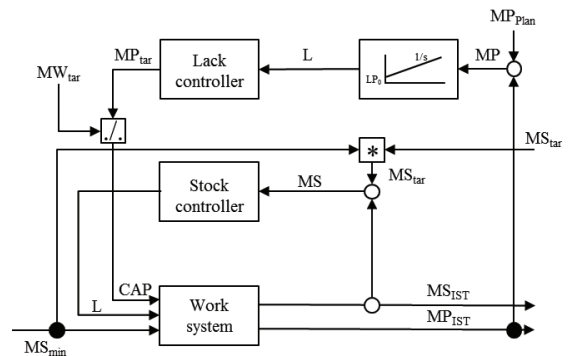 MP_Plan
MW_tar
MP_tar
Lack
controller
L
LP_0
1/s
MP
./.
*
MS_tar
MS_tar
Stock
controller
MS
CAP
L
Work
system
MS_IST
MP_IST
MS_min